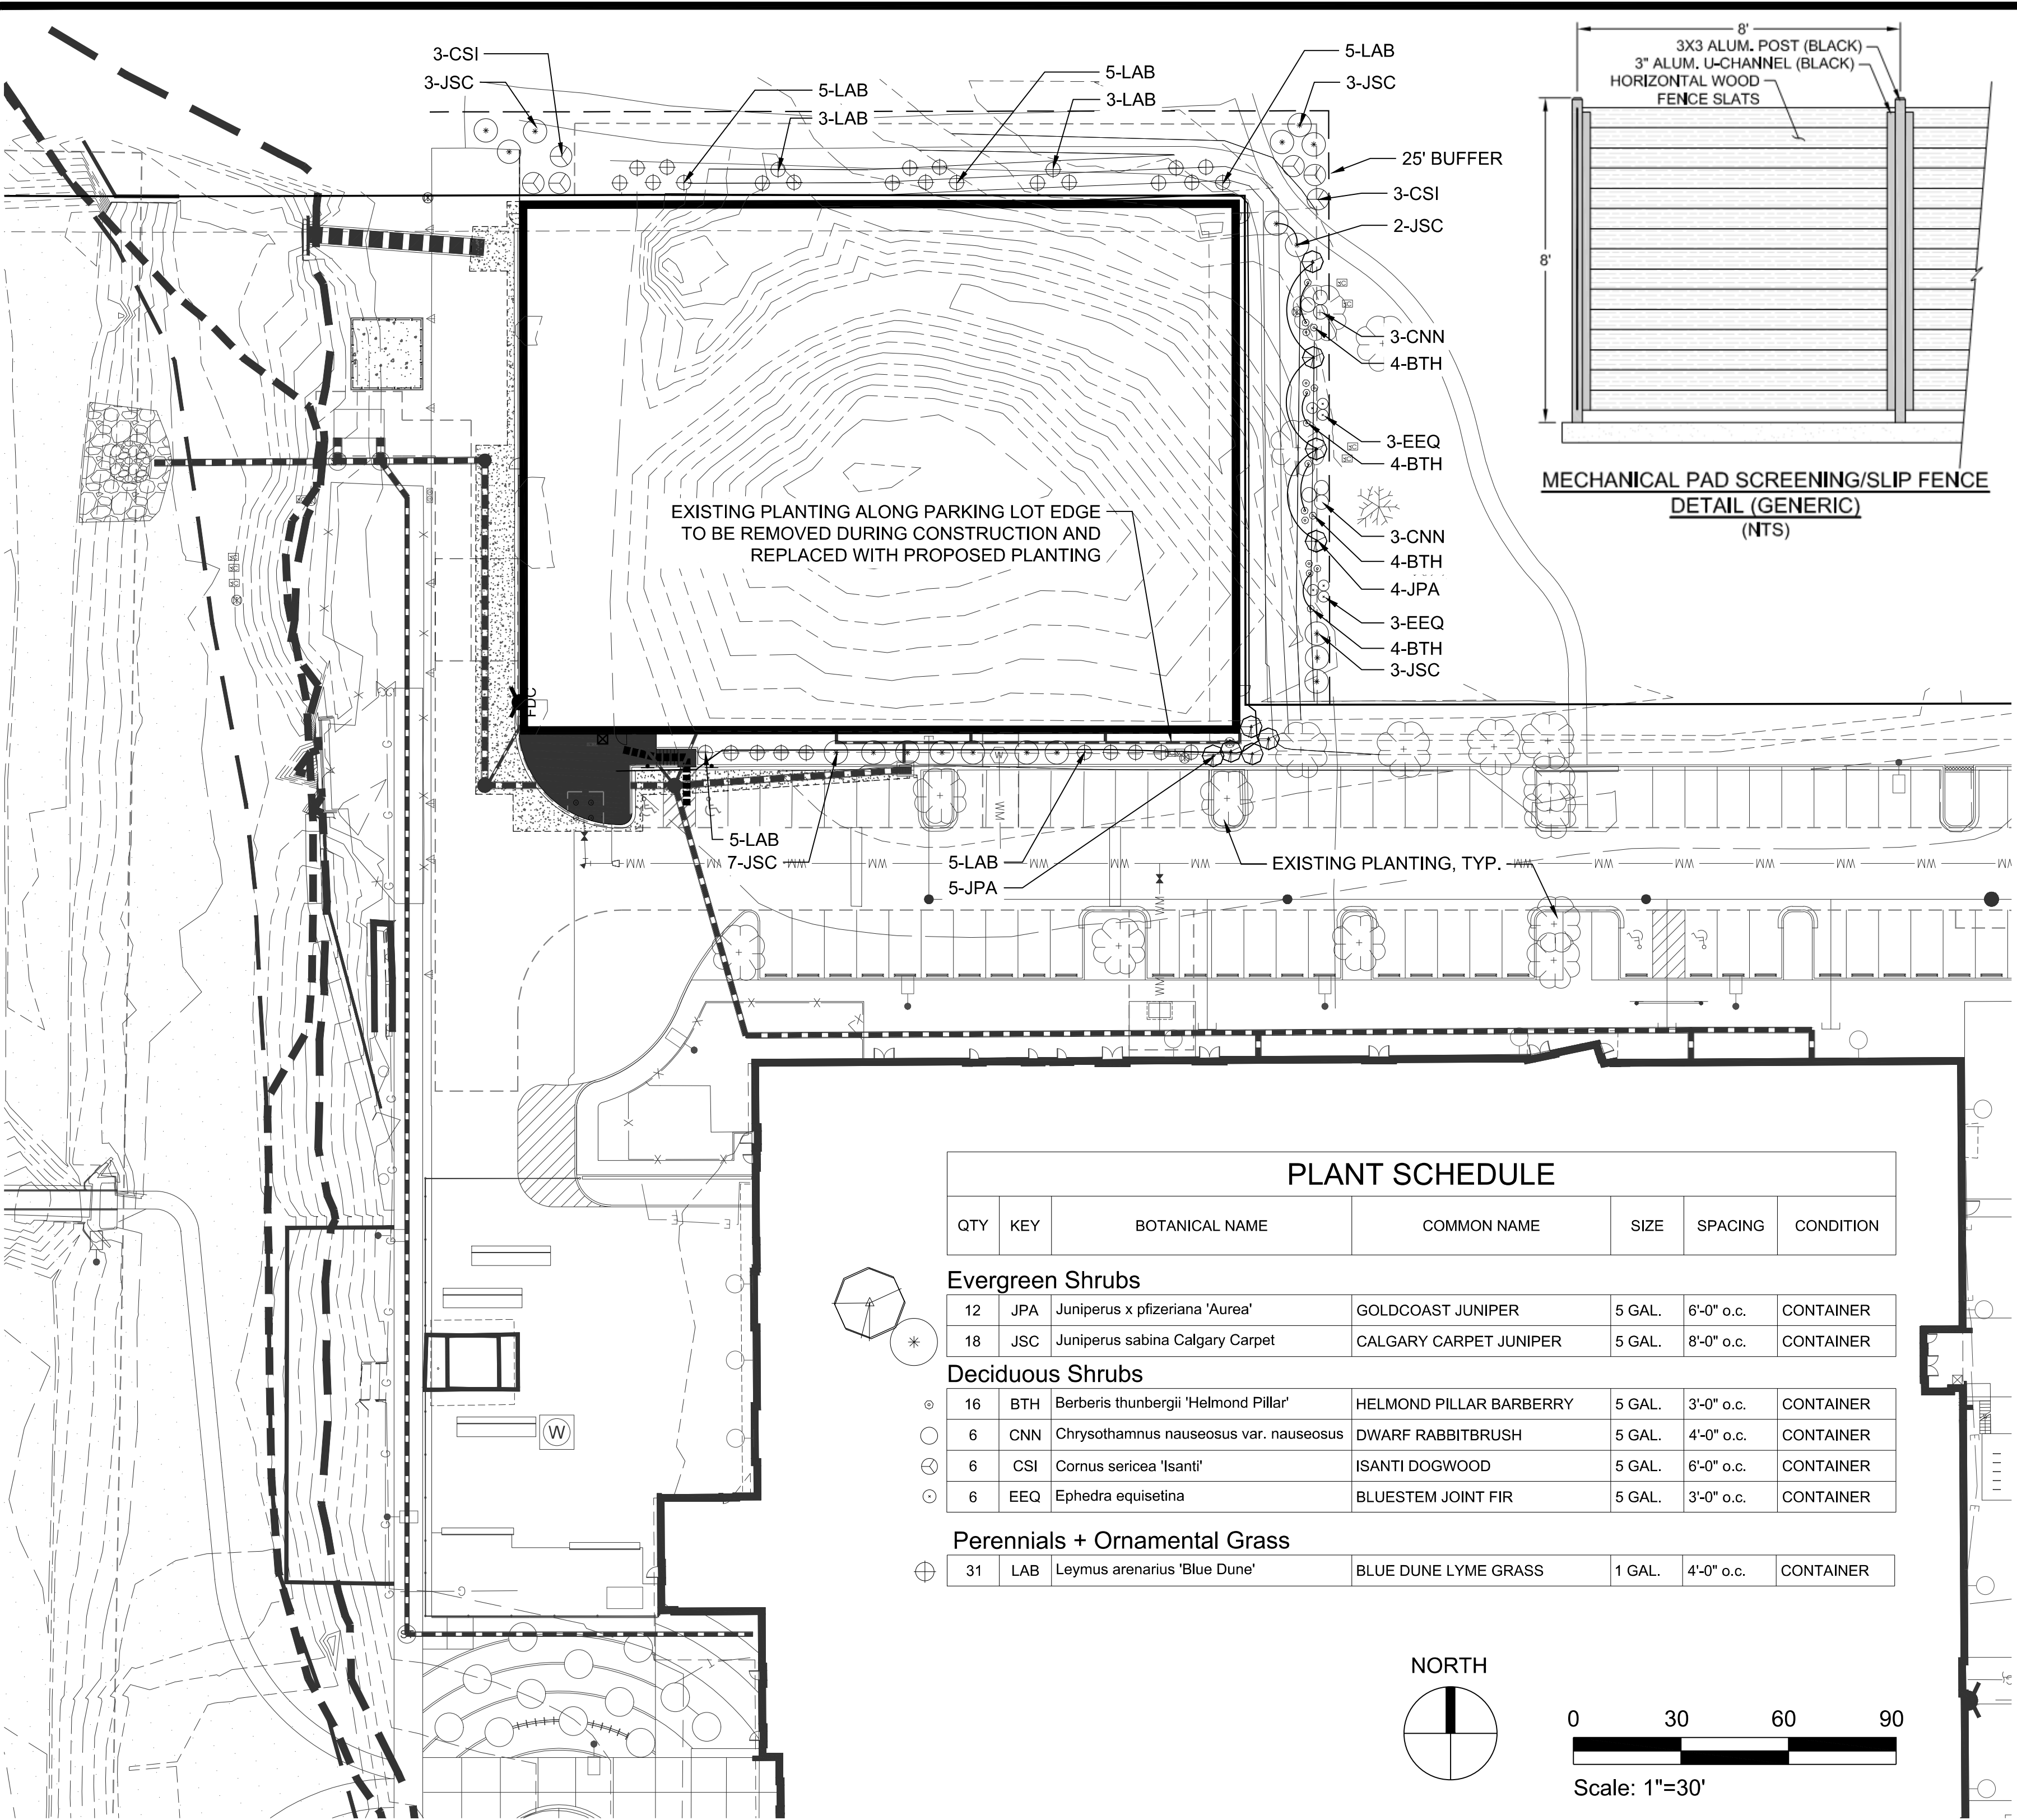 3-CSI
3-JSC
5-LAB
3-LAB
5-LAB
3-LAB
5-LAB
3-JSC
25' BUFFER
3-CSI
2-JSC
3-CNN
4-BTH
3-EEQ
4-BTH
3-CNN
4-BTH
4-JPA
3-EEQ
4-BTH
3-JSC
8'
3X3 ALUM. POST (BLACK)
3" ALUM. U-CHANNEL (BLACK)
HORIZONTAL WOOD
FENCE SLATS
8'
MECHANICAL PAD SCREENING/SLIP FENCE
DETAIL (GENERIC)
(NTS)
EXISTING PLANTING ALONG PARKING LOT EDGE
TO BE REMOVED DURING CONSTRUCTION AND
REPLACED WITH PROPOSED PLANTING
FDC
5-LAB
7-JSC
5-LAB
5-JPA
EXISTING PLANTING, TYP.
W
PLANT SCHEDULE
QTY KEY BOTANICAL NAME COMMON NAME SIZE SPACING CONDITION
Evergreen Shrubs
12 JPA Juniperus x pfizeriana 'Aurea' GOLDCOAST JUNIPER 5 GAL. 6'-0" o.c. CONTAINER
18 JSC Juniperus sabina Calgary Carpet CALGARY CARPET JUNIPER 5 GAL. 8'-0" o.c. CONTAINER
Deciduous Shrubs
16 BTH Berberis thunbergii 'Helmond Pillar' HELMOND PILLAR BARBERRY 5 GAL. 3'-0" o.c. CONTAINER
6 CNN Chrysothamnus nauseosus var. nauseosus DWARF RABBITBRUSH 5 GAL. 4'-0" o.c. CONTAINER
6 CSI Cornus sericea 'Isanti' ISANTI DOGWOOD 5 GAL. 6'-0" o.c. CONTAINER
6 EEQ Ephedra equisetina BLUESTEM JOINT FIR 5 GAL. 3'-0" o.c. CONTAINER
Perennials + Ornamental Grass
31 LAB Leymus arenarius 'Blue Dune' BLUE DUNE LYME GRASS 1 GAL. 4'-0" o.c. CONTAINER
NORTH
0 30 60 90
Scale: 1"=30'